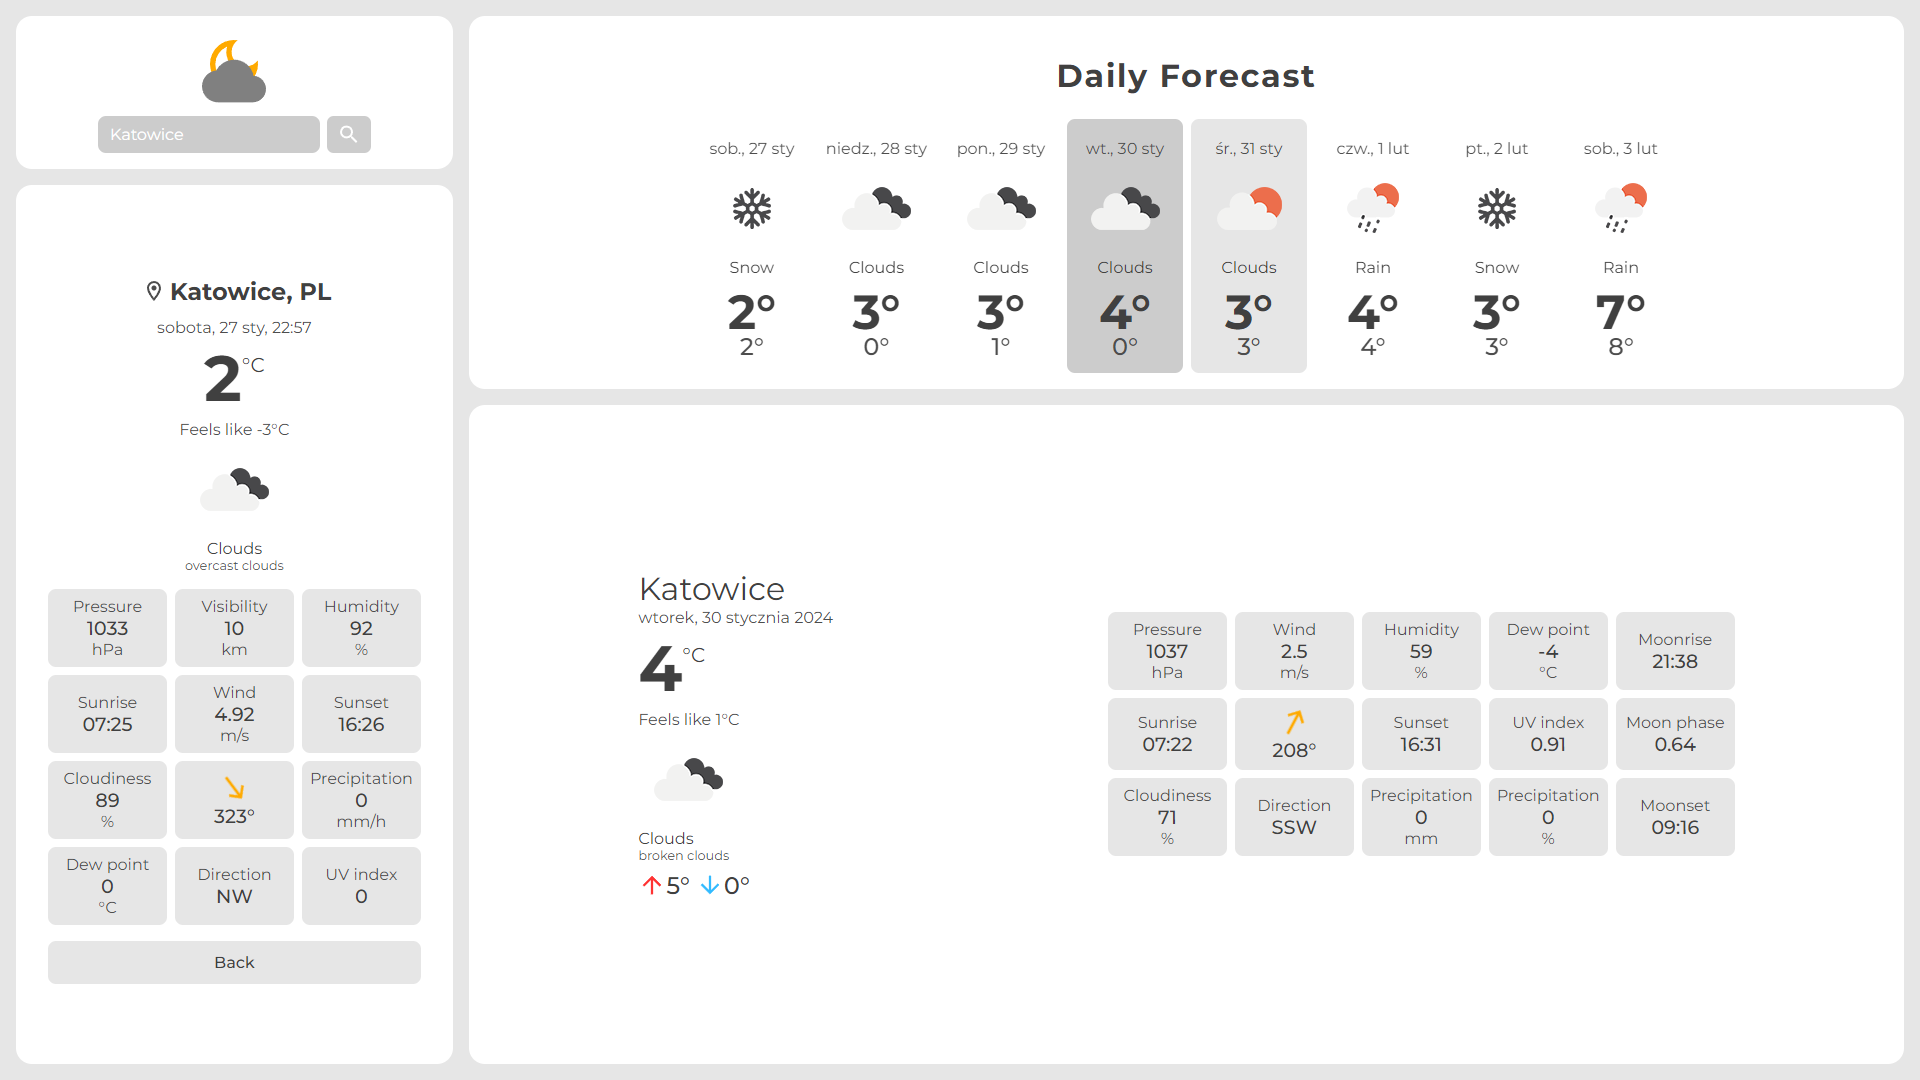 Katowice
Katowice, PL
sobota, 27 sty, 22:57
2 °C
Feels like -3°C
Clouds
overcast clouds
Pressure
1033
hPa
Visibility
10
km
Humidity
92
%
Sunrise
07:25
Wind
4.92
m/s
Sunset
16:26
Cloudiness
89
%
323°
Precipitation
0
mm/h
Dew point
0
°C
Direction
NW
UV index
0
Back
Daily Forecast
sob., 27 sty
Snow
2°
2°
niedz., 28 sty
Clouds
3°
0°
pon., 29 sty
Clouds
3°
1°
wt., 30 sty
Clouds
4°
0°
śr., 31 sty
Clouds
3°
3°
czw., 1 lut
Rain
4°
4°
pt., 2 lut
Snow
3°
3°
sob., 3 lut
Rain
7°
8°
Katowice
wtorek, 30 stycznia 2024
4 °C
Feels like 1°C
Clouds
broken clouds
5° 0°
Pressure
1037
hPa
Wind
2.5
m/s
Humidity
59
%
Dew point
-4
°C
Moonrise
21:38
Sunrise
07:22
208°
Sunset
16:31
UV index
0.91
Moon phase
0.64
Cloudiness
71
%
Direction
SSW
Precipitation
0
mm
Precipitation
0
%
Moonset
09:16